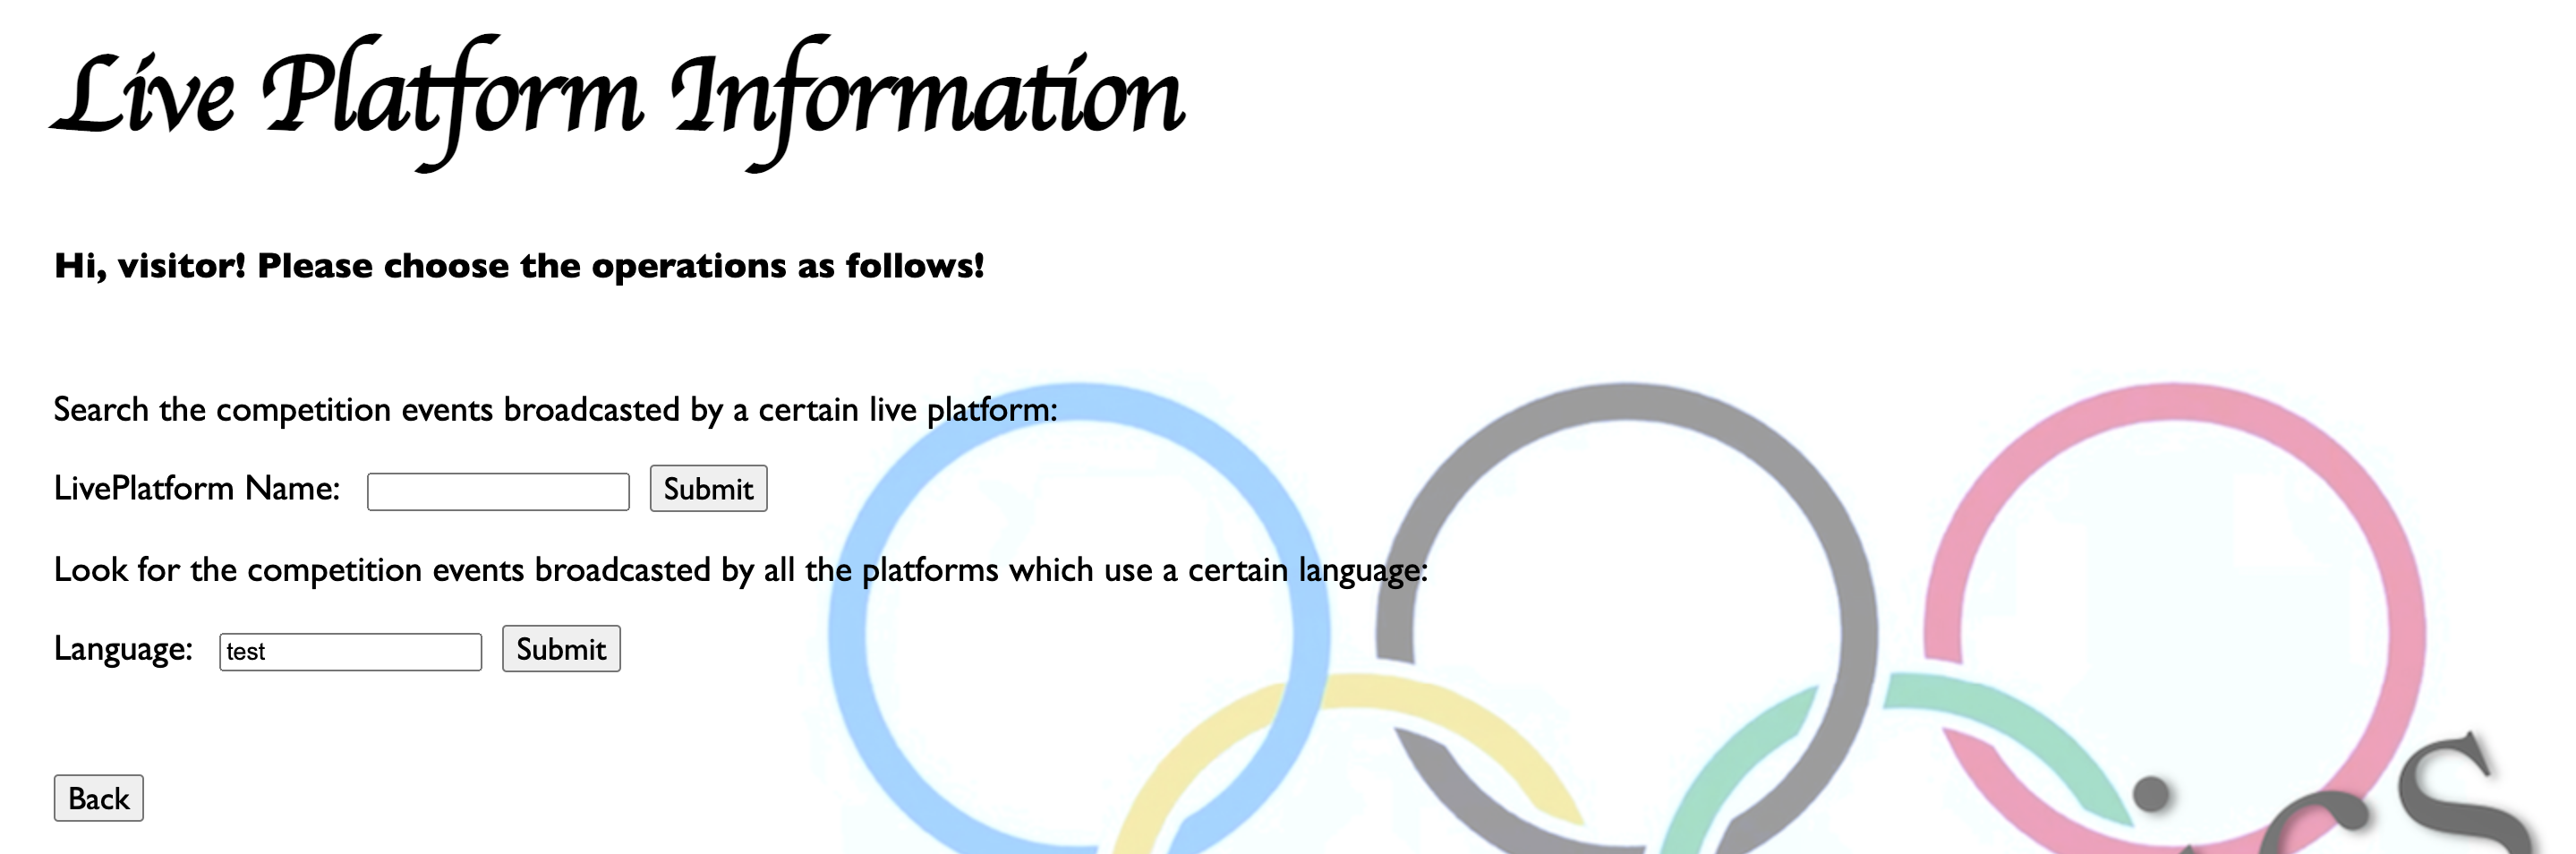 Live Platform Information
Hi, visitor! Please choose the operations as follows!
Search the competition events broadcasted by a certain live platform:
LivePlatform Name: Submit
Look for the competition events broadcasted by all the platforms which use a certain language:
Language: test Submit
Back